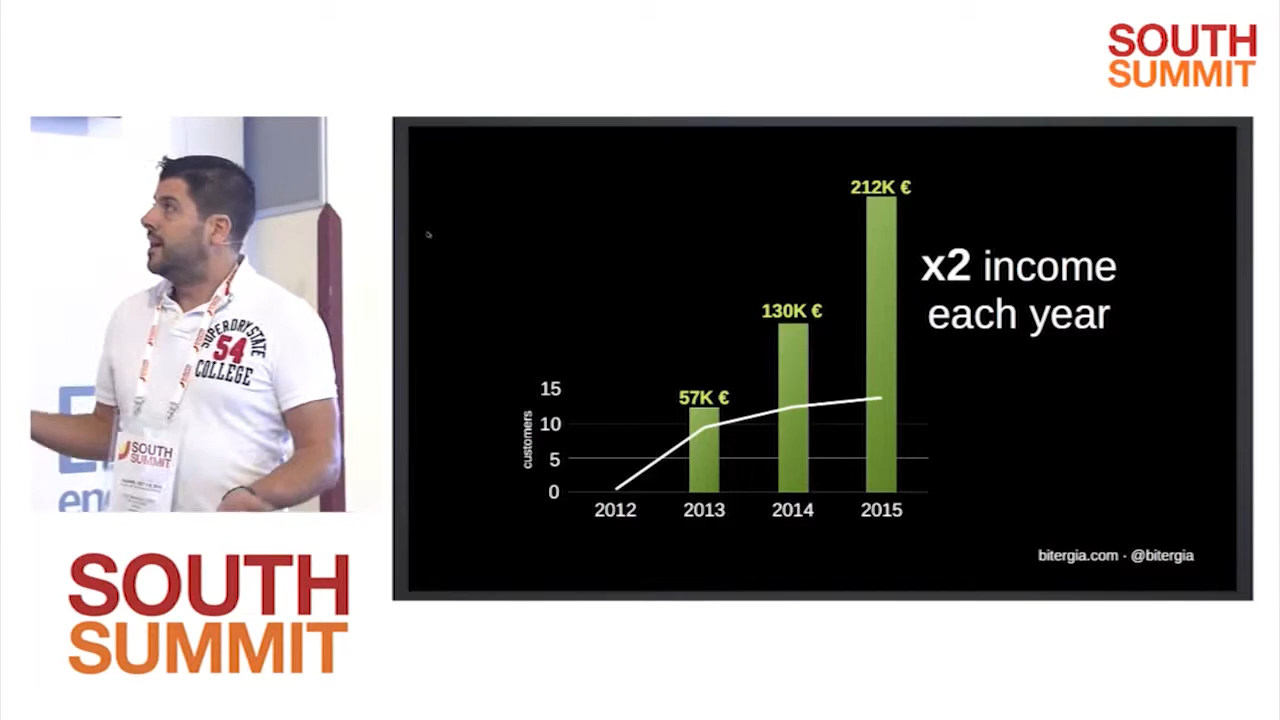 SOUTH
SUMMIT
SUPERDRY STATE
54
COLLEGE
SOUTH
SUMMIT
SOUTH
SUMMIT
212K €
130K €
57K €
x2 income
each year
customers
15
10
5
0
2012
2013
2014
2015
bitergia.com · @bitergia